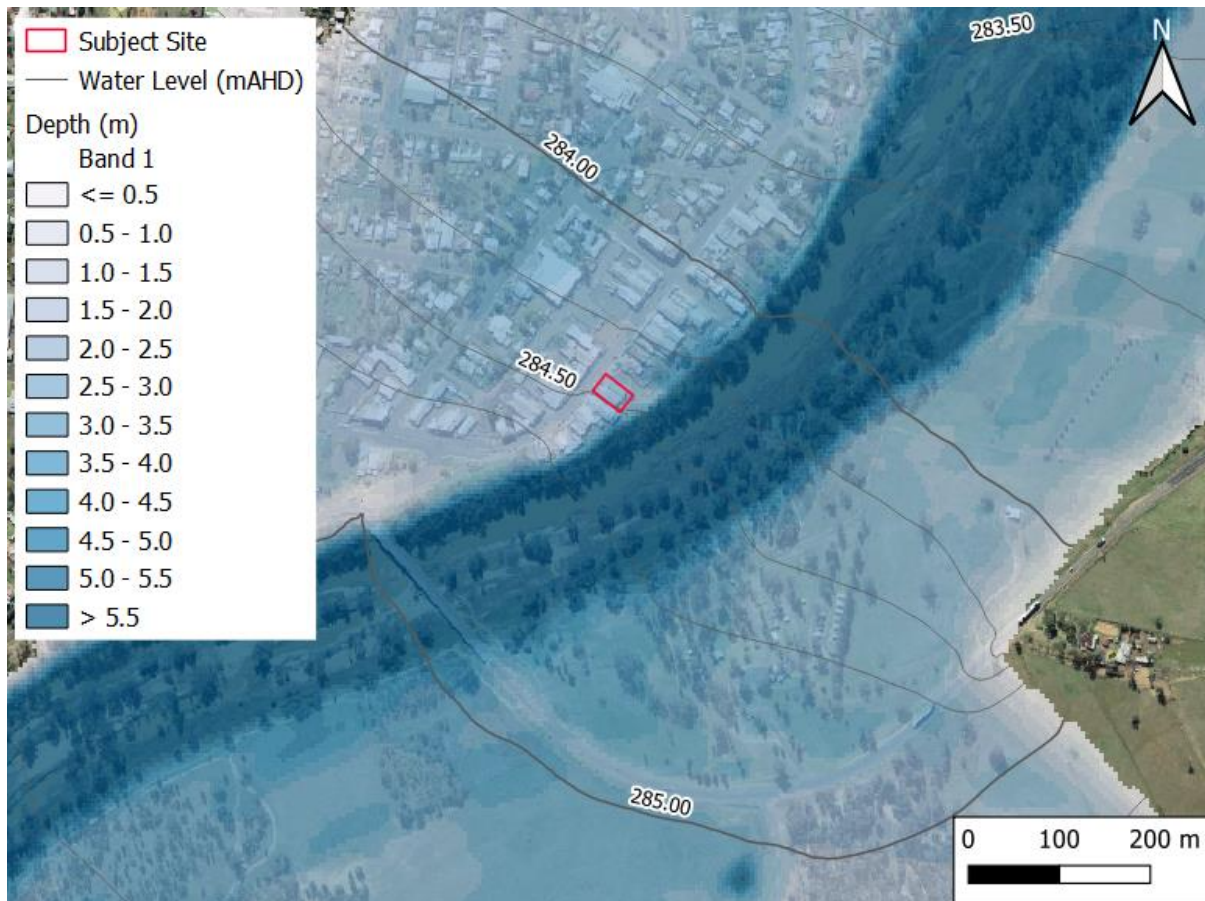 Subject Site
Water Level (mAHD)
Depth (m)
Band 1
<= 0.5
0.5 - 1.0
1.0 - 1.5
1.5 - 2.0
2.0 - 2.5
2.5 - 3.0
3.0 - 3.5
3.5 - 4.0
4.0 - 4.5
4.5 - 5.0
5.0 - 5.5
> 5.5
283.50
N
284.00
284.50
285.00
0 100 200 m